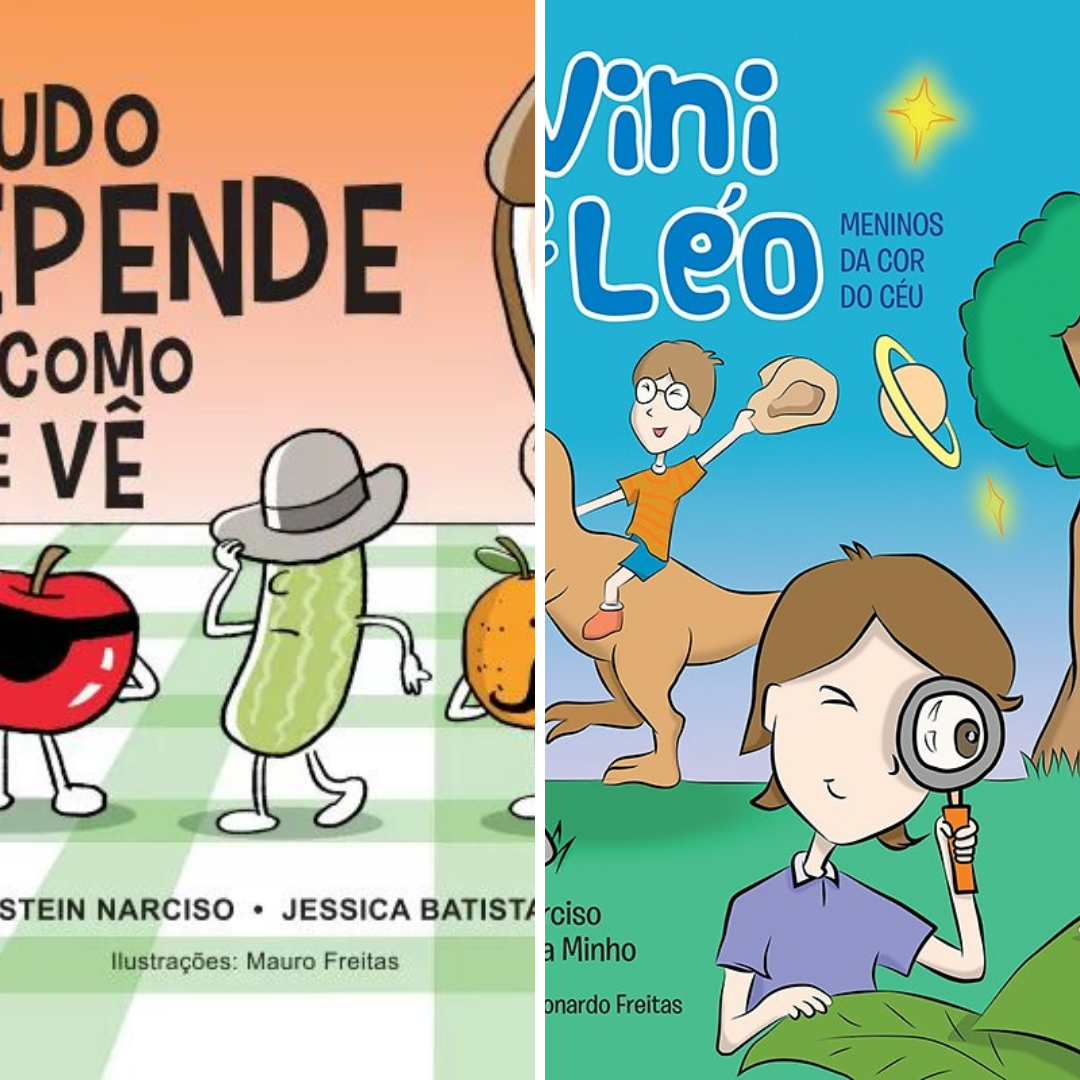 UDO
EPENDE
COMO
E VÊ
STEIN NARCISO • JESSICA BATISTA
Ilustrações: Mauro Freitas
Vini
e Léo
MENINOS
DA COR
DO CÉU
rciso
a Minho
onardo Freitas